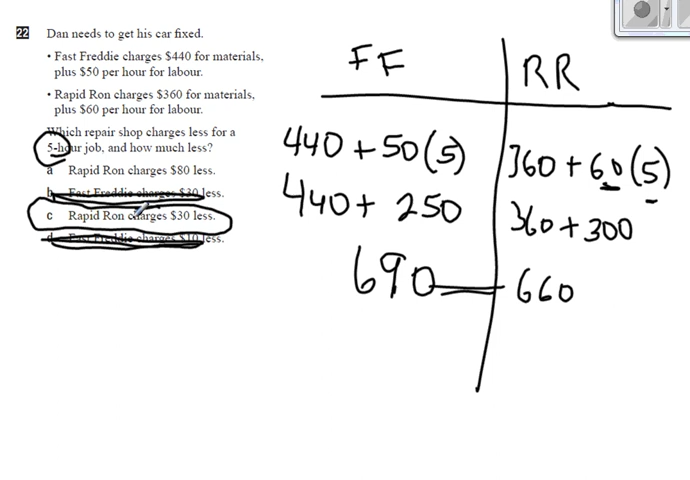 22 Dan needs to get his car fixed.
• Fast Freddie charges $440 for materials,
plus $50 per hour for labour.
• Rapid Ron charges $360 for materials,
plus $60 per hour for labour.
Which repair shop charges less for a
5-hour job, and how much less?
a Rapid Ron charges $80 less.
b Fast Freddie charges $30 less.
c Rapid Ron charges $30 less.
d Fast Freddie charges $10 less.
FF
RR
440 + 50(5)
360 + 60(5)
440 + 250
360 + 300
690
660